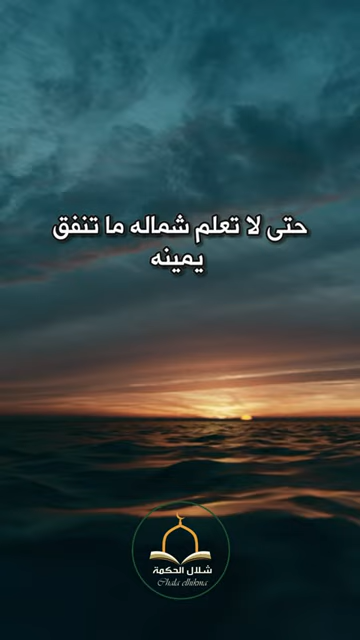 حتى لا تعلم شماله ما تنفق
يمينه
شلال الحكمة
Chala elhikma